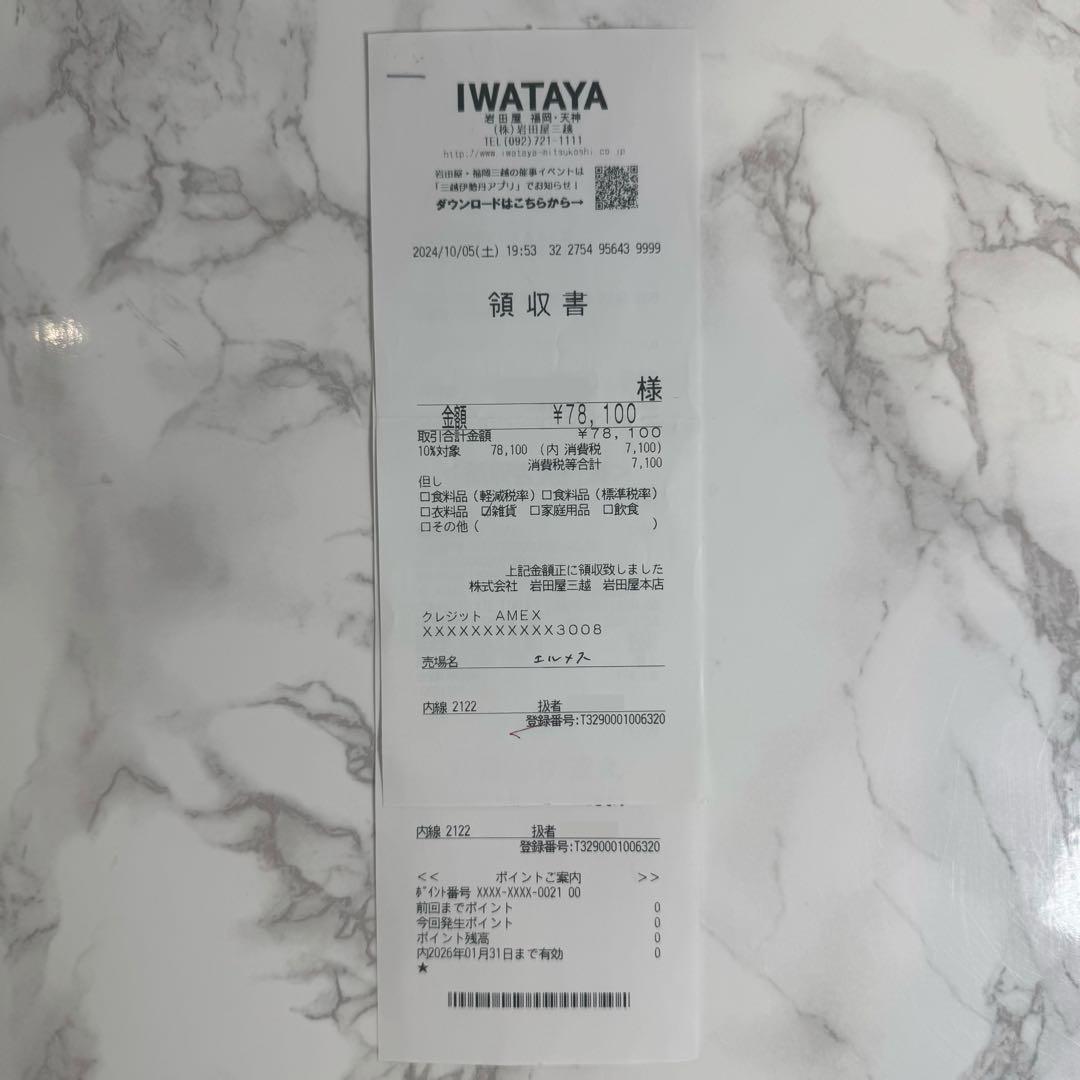 IWATAYA
岩田屋 福岡・天神
(株)岩田屋三越
TEL(092)721-1111
http://www.iwataya-mitsukoshi.co.jp
岩田屋・福岡三越の催事イベントは
「三越伊勢丹アプリ」でお知らせ!
ダウンロードはこちらから→
2024/10/05(土) 19:53 32 2754 95643 9999
領収書
様
金額 ¥78,100
取引合計金額 ¥78,100
10%対象 78,100 (内 消費税 7,100)
消費税等合計 7,100
但し
□食料品(軽減税率)□食料品(標準税率)
□衣料品 ☑雑貨 □家庭用品 □飲食
□その他( )
上記金額正に領収致しました
株式会社 岩田屋三越 岩田屋本店
クレジット AMEX
XXXXXXXXXXX3008
売場名 エルメス
内線 2122 扱者
登録番号:T3290001006320
内線 2122 扱者
登録番号:T3290001006320
<< ポイントご案内 >>
ポイント番号 XXXX-XXXX-0021 00
前回までポイント 0
今回発生ポイント 0
ポイント残高 0
内2026年01月31日まで有効 0
★